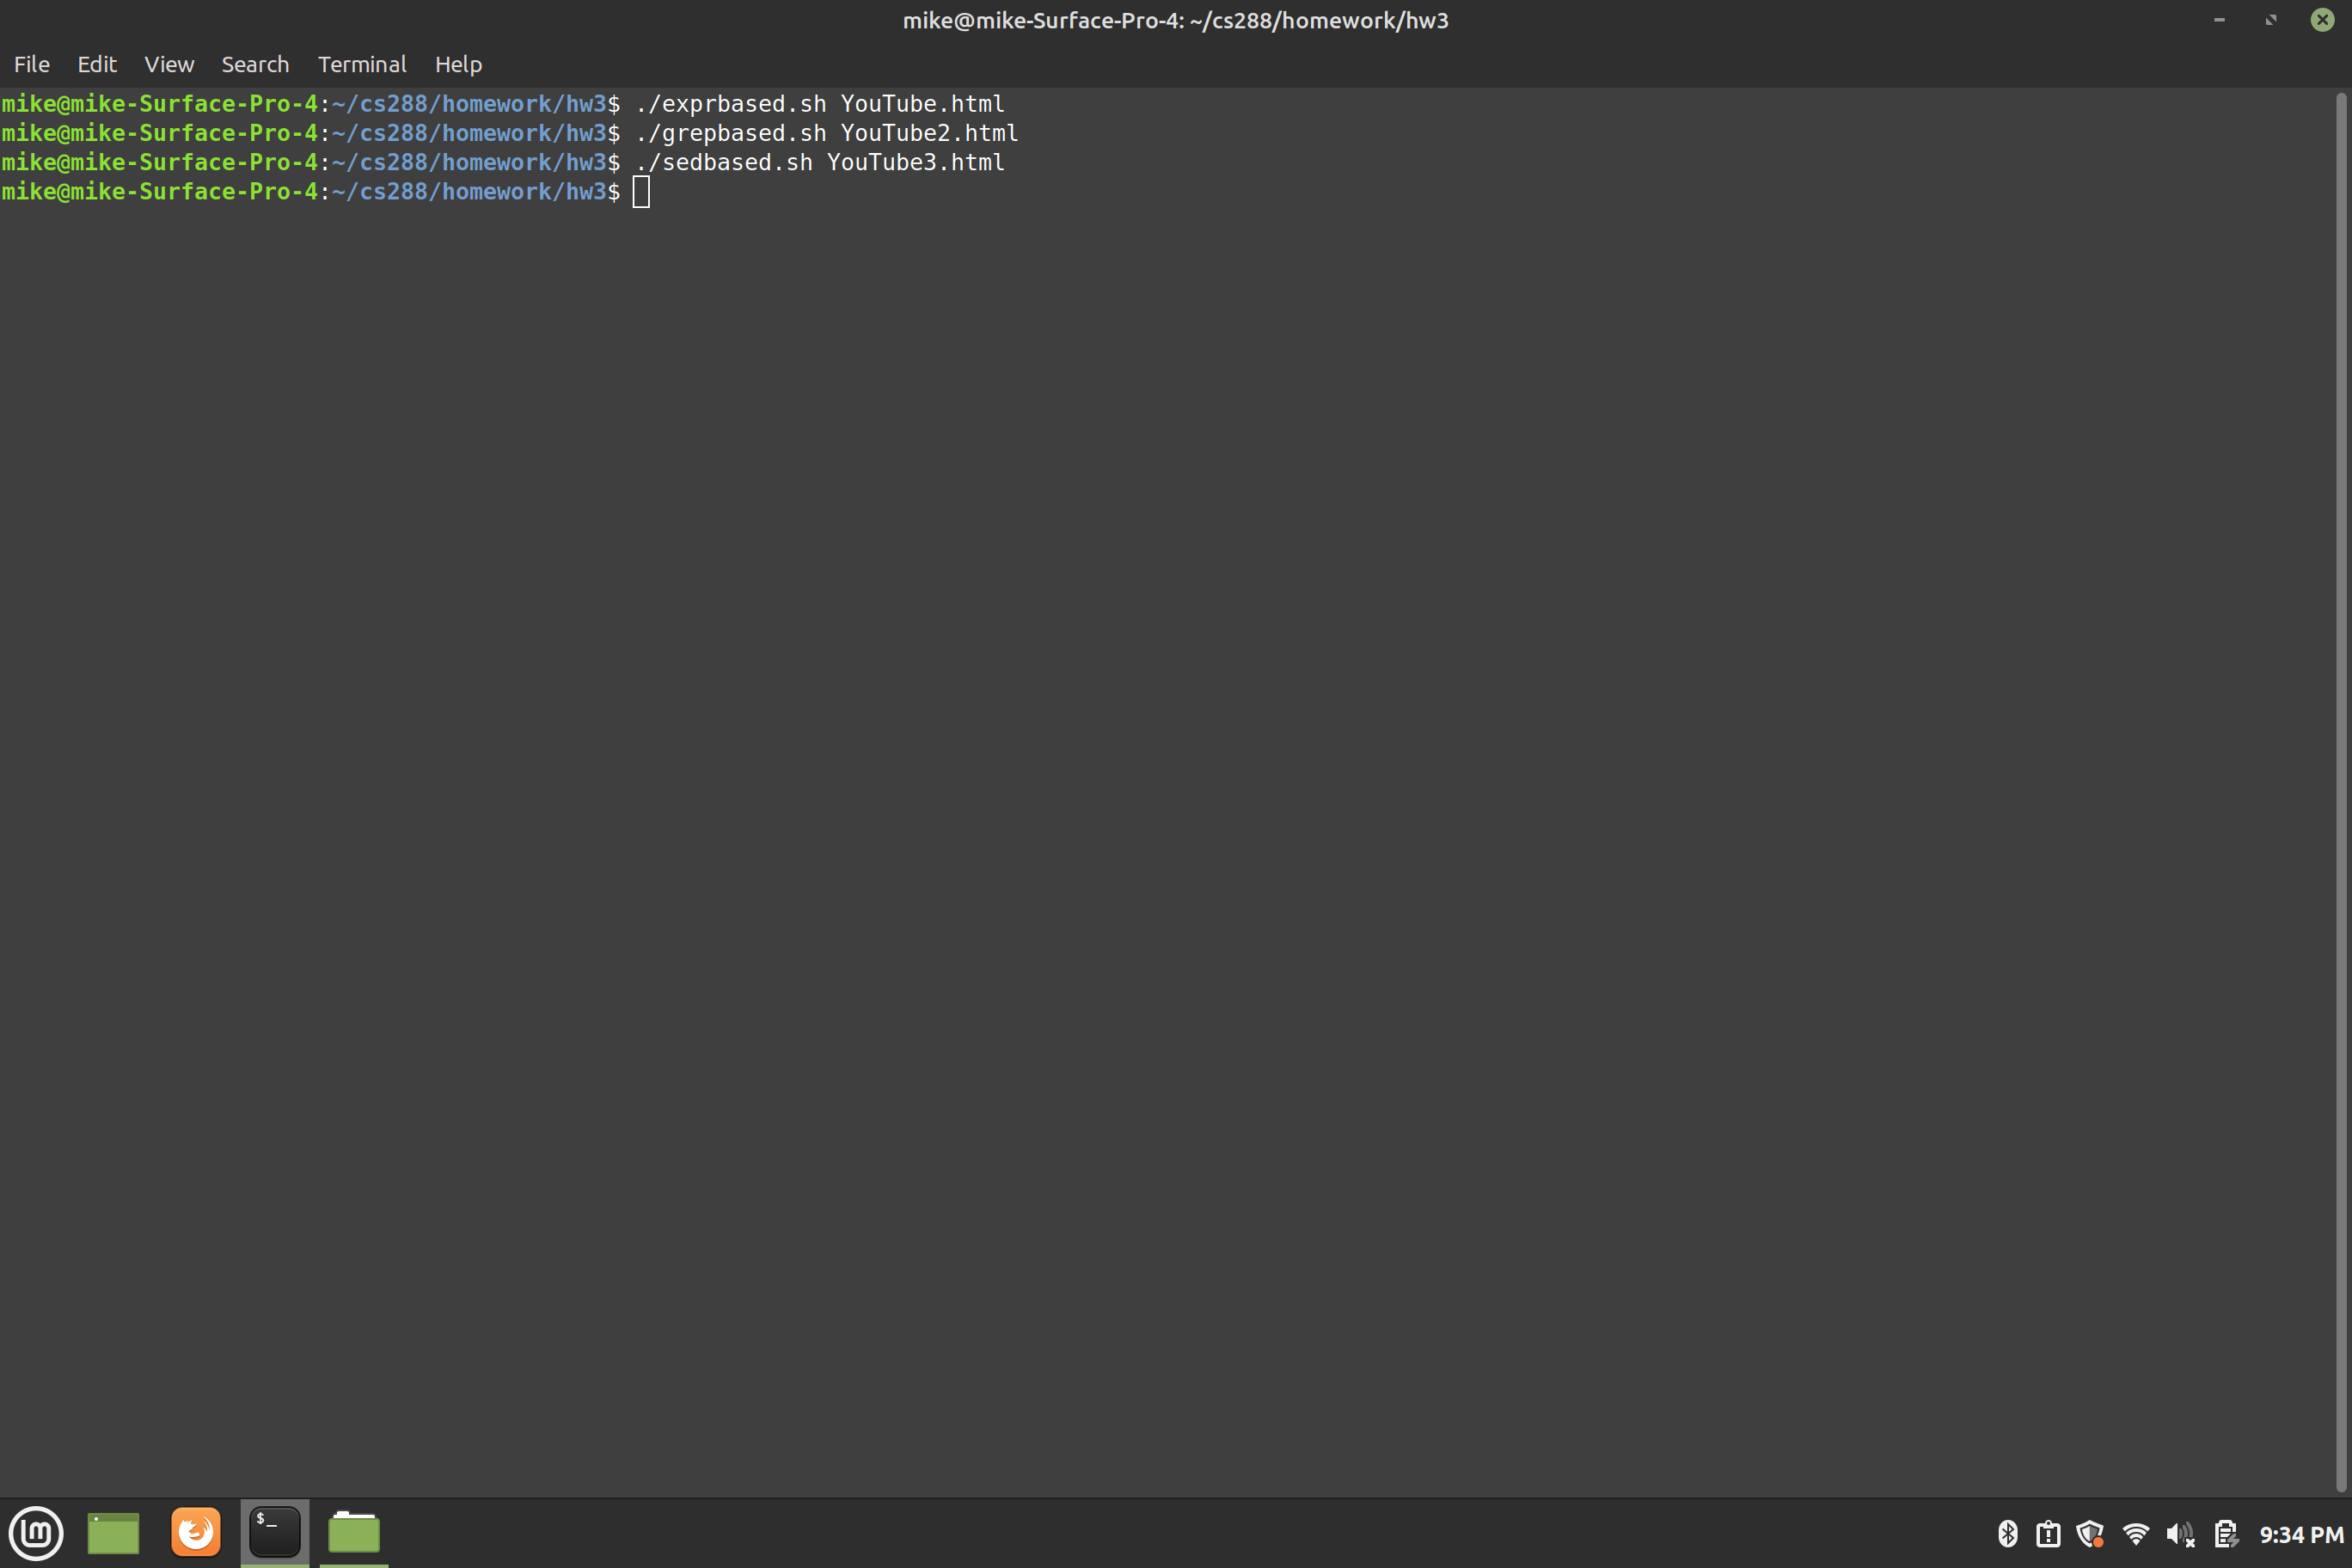 mike@mike-Surface-Pro-4: ~/cs288/homework/hw3
File Edit View Search Terminal Help
mike@mike-Surface-Pro-4:~/cs288/homework/hw3$ ./exprbased.sh YouTube.html
mike@mike-Surface-Pro-4:~/cs288/homework/hw3$ ./grepbased.sh YouTube2.html
mike@mike-Surface-Pro-4:~/cs288/homework/hw3$ ./sedbased.sh YouTube3.html
mike@mike-Surface-Pro-4:~/cs288/homework/hw3$
$_
9:34 PM